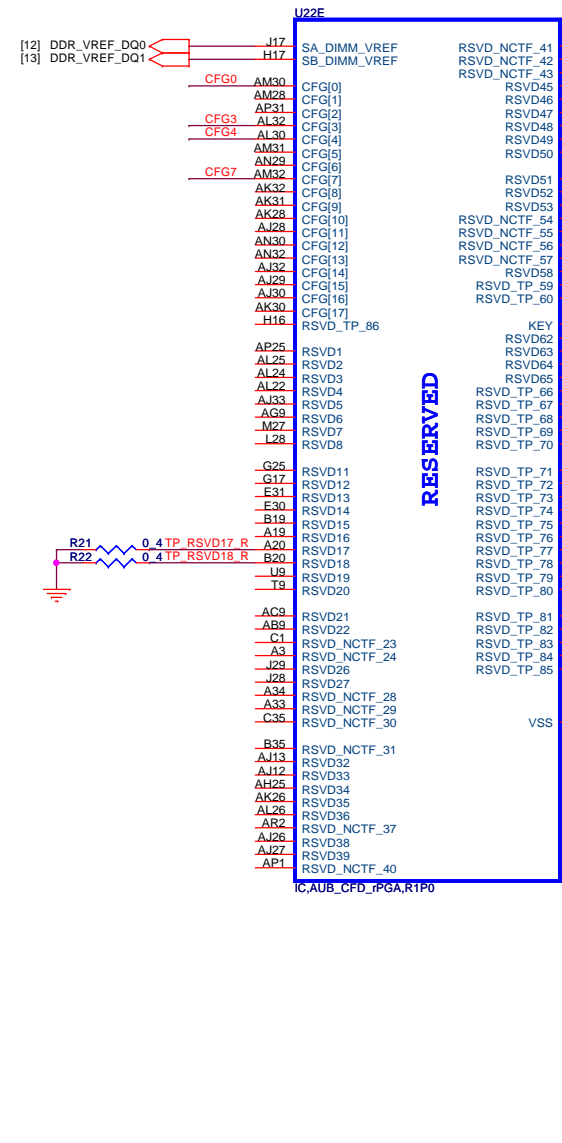 U22E
[12] DDR_VREF_DQ0 J17 SA_DIMM_VREF RSVD_NCTF_41
[13] DDR_VREF_DQ1 H17 SB_DIMM_VREF RSVD_NCTF_42
RSVD_NCTF_43
CFG0 AM30 CFG[0] RSVD45
AM28 CFG[1] RSVD46
AP31 CFG[2] RSVD47
CFG3 AL32 CFG[3] RSVD48
CFG4 AL30 CFG[4] RSVD49
AM31 CFG[5] RSVD50
AN29 CFG[6]
CFG7 AM32 CFG[7] RSVD51
AK32 CFG[8] RSVD52
AK31 CFG[9] RSVD53
AK28 CFG[10] RSVD_NCTF_54
AJ28 CFG[11] RSVD_NCTF_55
AN30 CFG[12] RSVD_NCTF_56
AN32 CFG[13] RSVD_NCTF_57
AJ32 CFG[14] RSVD58
AJ29 CFG[15] RSVD_TP_59
AJ30 CFG[16] RSVD_TP_60
AK30 CFG[17]
H16 RSVD_TP_86 KEY
RSVD62
AP25 RSVD1 RSVD63
AL25 RSVD2 RSVD64
AL24 RSVD3 RSVD65
AL22 RSVD4 RSVD_TP_66
AJ33 RSVD5 RSVD_TP_67
AG9 RSVD6 RSVD_TP_68
M27 RSVD7 RSVD_TP_69
L28 RSVD8 RSVD_TP_70
RESERVED
G25 RSVD11 RSVD_TP_71
G17 RSVD12 RSVD_TP_72
E31 RSVD13 RSVD_TP_73
E30 RSVD14 RSVD_TP_74
B19 RSVD15 RSVD_TP_75
A19 RSVD16 RSVD_TP_76
R21 0_4 TP_RSVD17_R A20 RSVD17 RSVD_TP_77
R22 0_4 TP_RSVD18_R B20 RSVD18 RSVD_TP_78
U9 RSVD19 RSVD_TP_79
T9 RSVD20 RSVD_TP_80
AC9 RSVD21 RSVD_TP_81
AB9 RSVD22 RSVD_TP_82
C1 RSVD_NCTF_23 RSVD_TP_83
A3 RSVD_NCTF_24 RSVD_TP_84
J29 RSVD26 RSVD_TP_85
J28 RSVD27
A34 RSVD_NCTF_28
A33 RSVD_NCTF_29
C35 RSVD_NCTF_30 VSS
B35 RSVD_NCTF_31
AJ13 RSVD32
AJ12 RSVD33
AH25 RSVD34
AK26 RSVD35
AL26 RSVD36
AR2 RSVD_NCTF_37
AJ26 RSVD38
AJ27 RSVD39
AP1 RSVD_NCTF_40
IC,AUB_CFD_rPGA,R1P0